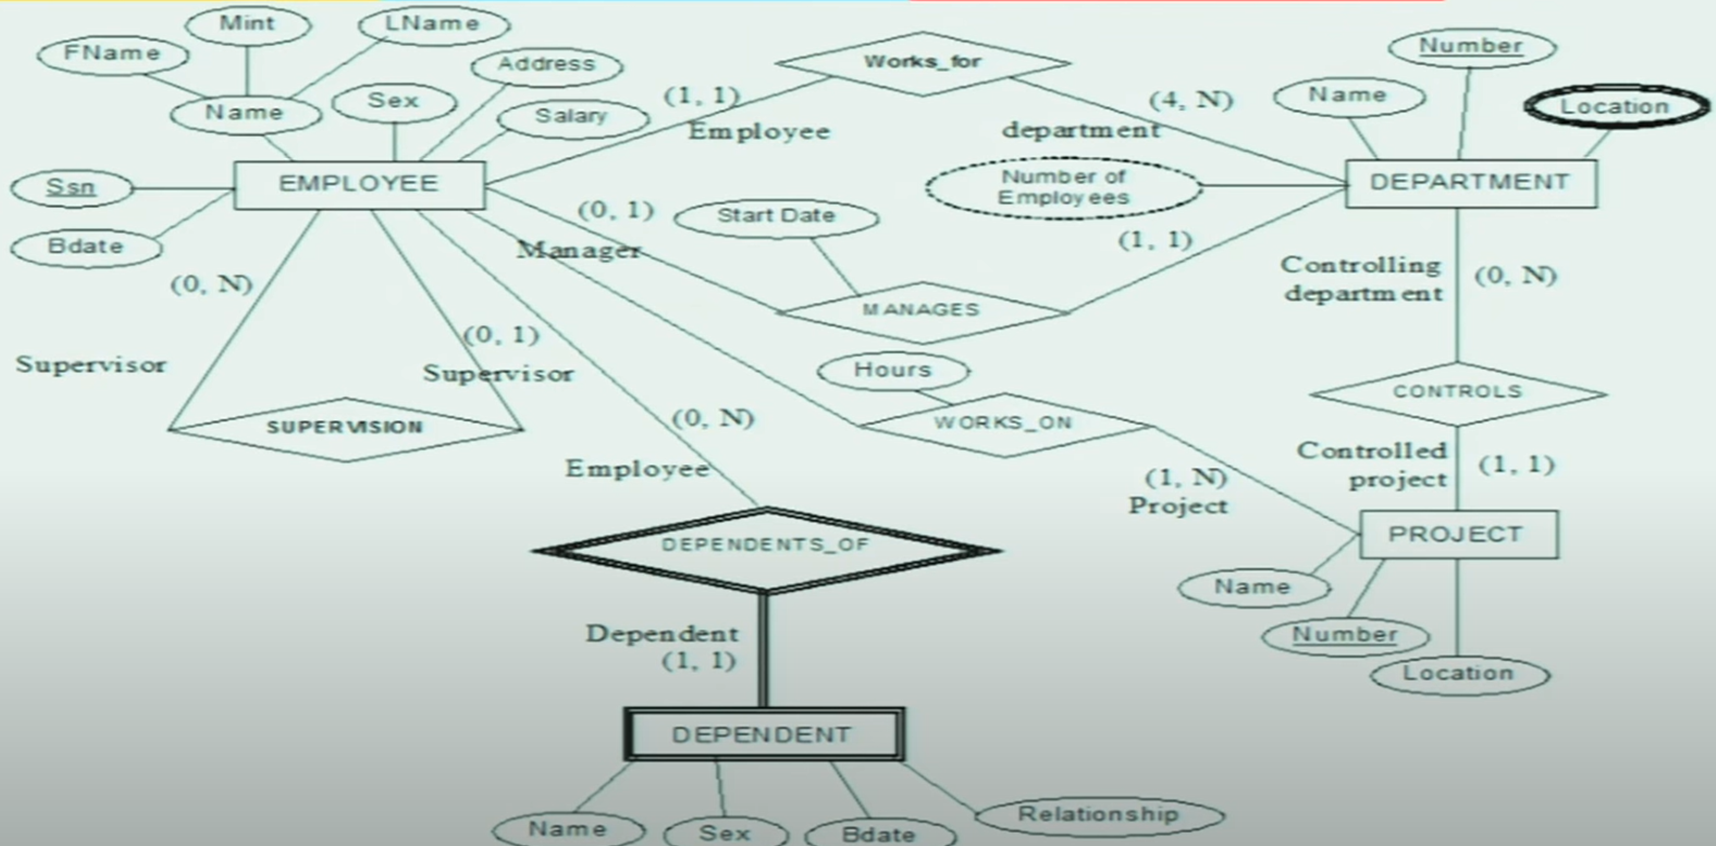 Mint
LName
FName
Name
Sex
Address
Salary
Ssn
Bdate
EMPLOYEE
(1, 1)
Employee
Works_for
(4, N)
department
Name
Number
Location
DEPARTMENT
Number of
Employees
(0, 1)
Manager
Start Date
(1, 1)
MANAGES
(0, N)
Supervisor
(0, 1)
Supervisor
SUPERVISION
Controlling
department
(0, N)
CONTROLS
Controlled
project
(1, 1)
Hours
WORKS_ON
(1, N)
Project
PROJECT
Name
Number
Location
(0, N)
Employee
DEPENDENTS_OF
Dependent
(1, 1)
DEPENDENT
Name
Sex
Bdate
Relationship